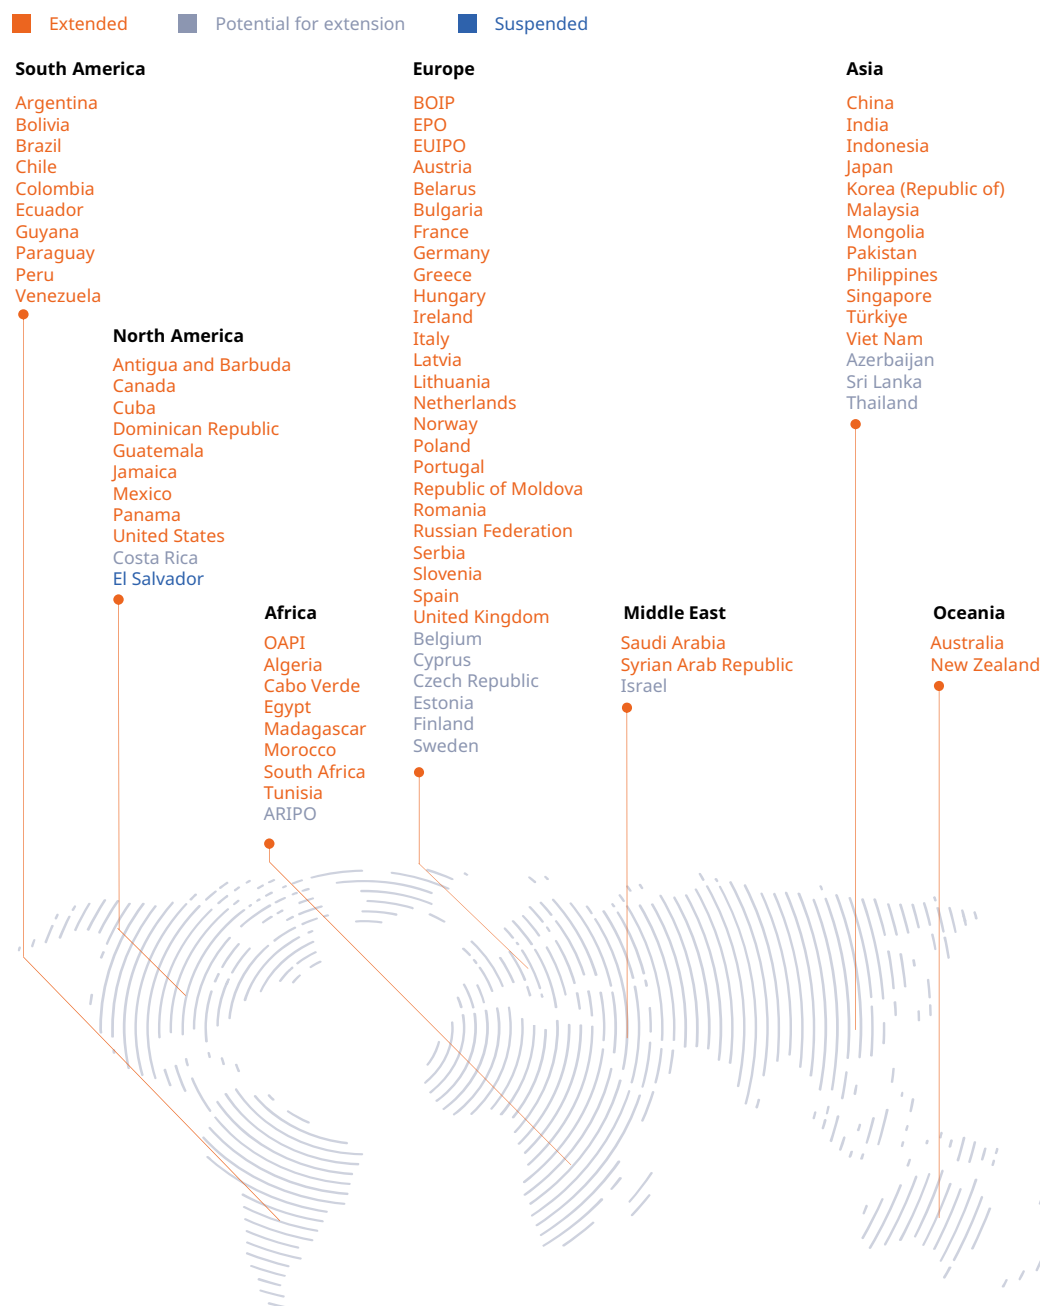 Extended
Potential for extension
Suspended
South America
Argentina
Bolivia
Brazil
Chile
Colombia
Ecuador
Guyana
Paraguay
Peru
Venezuela
North America
Antigua and Barbuda
Canada
Cuba
Dominican Republic
Guatemala
Jamaica
Mexico
Panama
United States
Costa Rica
El Salvador
Africa
OAPI
Algeria
Cabo Verde
Egypt
Madagascar
Morocco
South Africa
Tunisia
ARIPO
Europe
BOIP
EPO
EUIPO
Austria
Belarus
Bulgaria
France
Germany
Greece
Hungary
Ireland
Italy
Latvia
Lithuania
Netherlands
Norway
Poland
Portugal
Republic of Moldova
Romania
Russian Federation
Serbia
Slovenia
Spain
United Kingdom
Belgium
Cyprus
Czech Republic
Estonia
Finland
Sweden
Middle East
Saudi Arabia
Syrian Arab Republic
Israel
Asia
China
India
Indonesia
Japan
Korea (Republic of)
Malaysia
Mongolia
Pakistan
Philippines
Singapore
Türkiye
Viet Nam
Azerbaijan
Sri Lanka
Thailand
Oceania
Australia
New Zealand